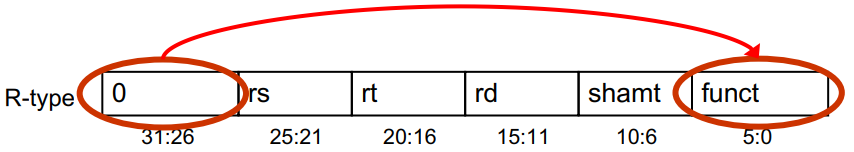 R-type 0 rs rt rd shamt funct
31:26 25:21 20:16 15:11 10:6 5:0